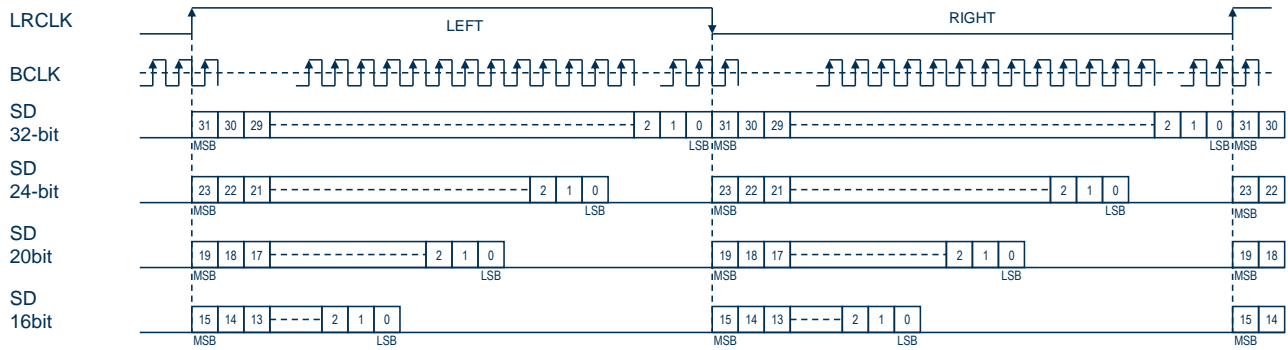 LRCLK
LEFT
RIGHT
BCLK
SD
32-bit
31 30 29 2 1 0 31 30 29 2 1 0 31 30
MSB LSB MSB LSB MSB
SD
24-bit
23 22 21 2 1 0 23 22 21 2 1 0 23 22
MSB LSB MSB LSB MSB
SD
20bit
19 18 17 2 1 0 19 18 17 2 1 0 19 18
MSB LSB MSB LSB MSB
SD
16bit
15 14 13 2 1 0 15 14 13 2 1 0 15 14
MSB LSB MSB LSB MSB